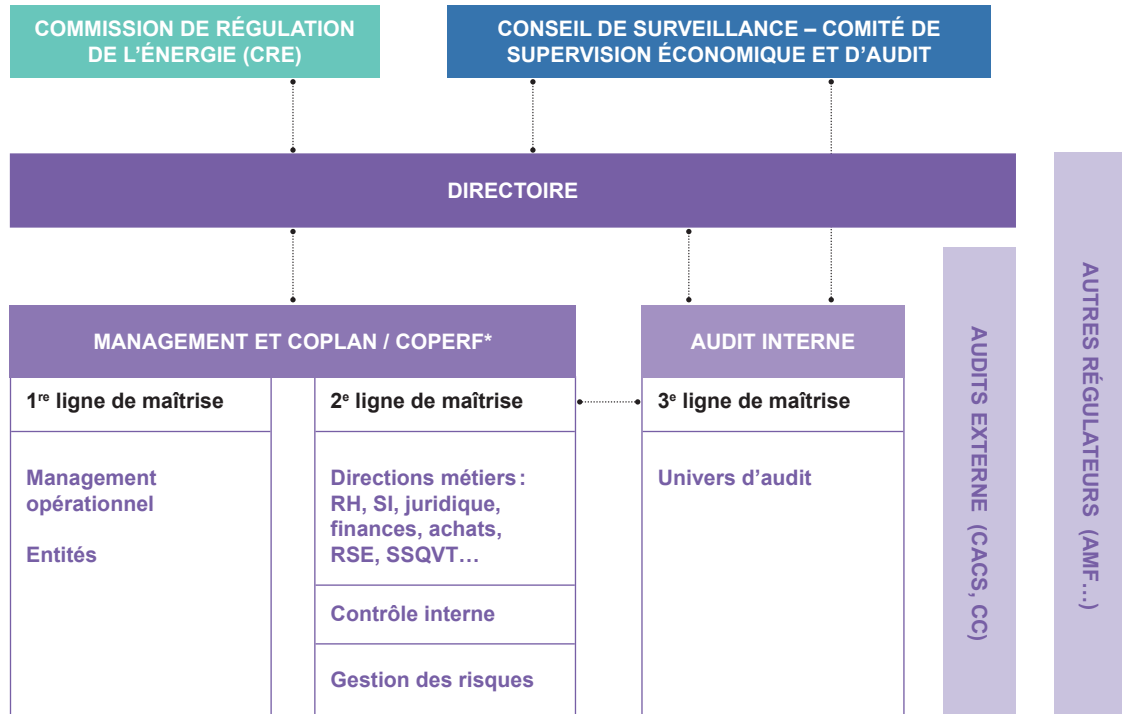 COMMISSION DE RÉGULATION
DE L'ÉNERGIE (CRE)
CONSEIL DE SURVEILLANCE – COMITÉ DE
SUPERVISION ÉCONOMIQUE ET D'AUDIT
DIRECTOIRE
MANAGEMENT ET COPLAN / COPERF*
1re ligne de maîtrise
Management
opérationnel
Entités
2e ligne de maîtrise
Directions métiers :
RH, SI, juridique,
finances, achats,
RSE, SSQVT…
Contrôle interne
Gestion des risques
AUDIT INTERNE
3e ligne de maîtrise
Univers d'audit
AUDITS EXTERNE (CACS, CC)
AUTRES RÉGULATEURS (AMF…)